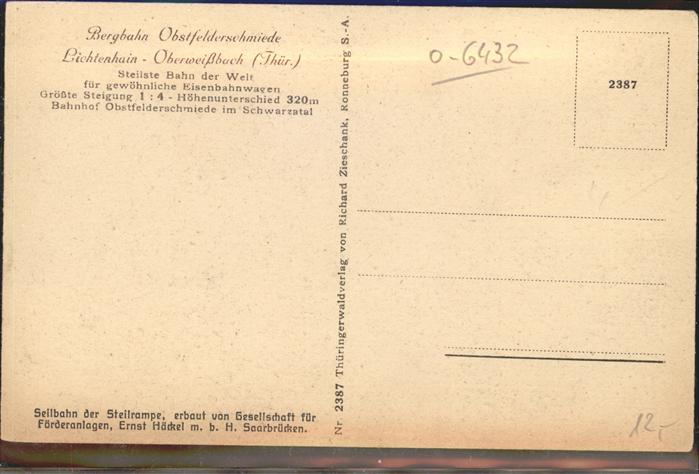 Bergbahn Obstfelderschmiede
Lichtenhain - Oberweißbach (Thür.)
Steilste Bahn der Welt
für gewöhnliche Eisenbahnwagen
Größte Steigung 1 : 4 - Höhenunterschied 320m
Bahnhof Obstfelderschmiede im Schwarzatal
Seilbahn der Steilrampe, erbaut von Gesellschaft für
Förderanlagen, Ernst Häckel m. b. H. Saarbrücken.
Nr. 2387 Thüringerwaldverlag von Richard Zieschank, Ronneburg S.-A.
o-6432
2387
12,-